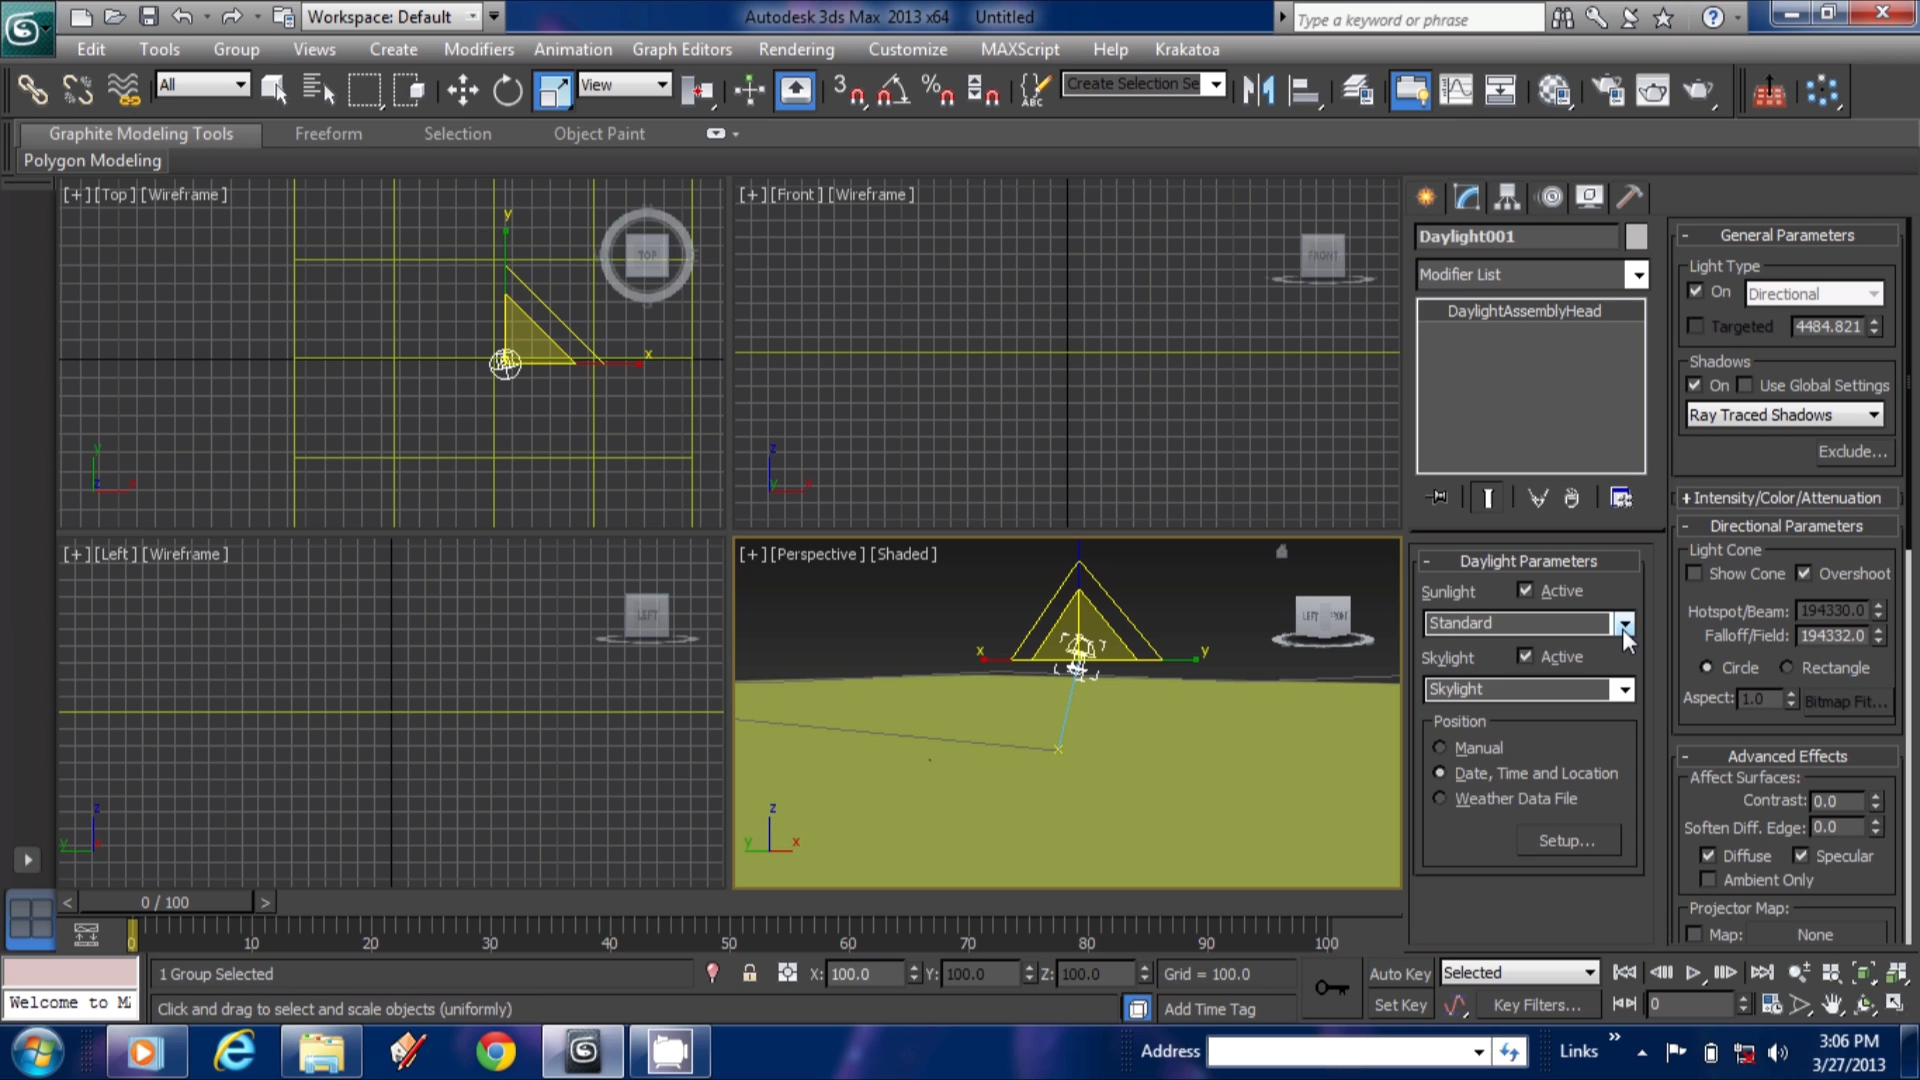 Workspace: Default
Autodesk 3ds Max 2013 x64 Untitled
Type a keyword or phrase
Edit Tools Group Views Create Modifiers Animation Graph Editors Rendering Customize MAXScript Help Krakatoa
All
View
3
%
ABC
Create Selection Se
Graphite Modeling Tools Freeform Selection Object Paint
Polygon Modeling
[+] [Top] [Wireframe]
y
x
TOP
y
z
x
[+] [Front] [Wireframe]
FRONT
z
y
x
[+] [Left] [Wireframe]
LEFT
z
y
x
[+] [Perspective] [Shaded]
x
y
LEFT FRONT
z
y
x
Daylight001
Modifier List
DaylightAssemblyHead
- Daylight Parameters
Sunlight Active
Standard
Skylight Active
Skylight
Position
Manual
Date, Time and Location
Weather Data File
Setup...
- General Parameters
Light Type
On Directional
Targeted 4484.821
Shadows
On Use Global Settings
Ray Traced Shadows
Exclude...
+ Intensity/Color/Attenuation
- Directional Parameters
Light Cone
Show Cone Overshoot
Hotspot/Beam: 194330.0
Falloff/Field: 194332.0
Circle Rectangle
Aspect: 1.0 Bitmap Fit...
- Advanced Effects
Affect Surfaces:
Contrast: 0.0
Soften Diff. Edge: 0.0
Diffuse Specular
Ambient Only
Projector Map:
Map: None
< 0 / 100 >
0 10 20 30 40 50 60 70 80 90 100
1 Group Selected
X: 100.0 Y: 100.0 Z: 100.0 Grid = 100.0
Auto Key Selected
Welcome to M
Click and drag to select and scale objects (uniformly)
Add Time Tag
Set Key Key Filters...
0
Address
Links »
3:06 PM
3/27/2013